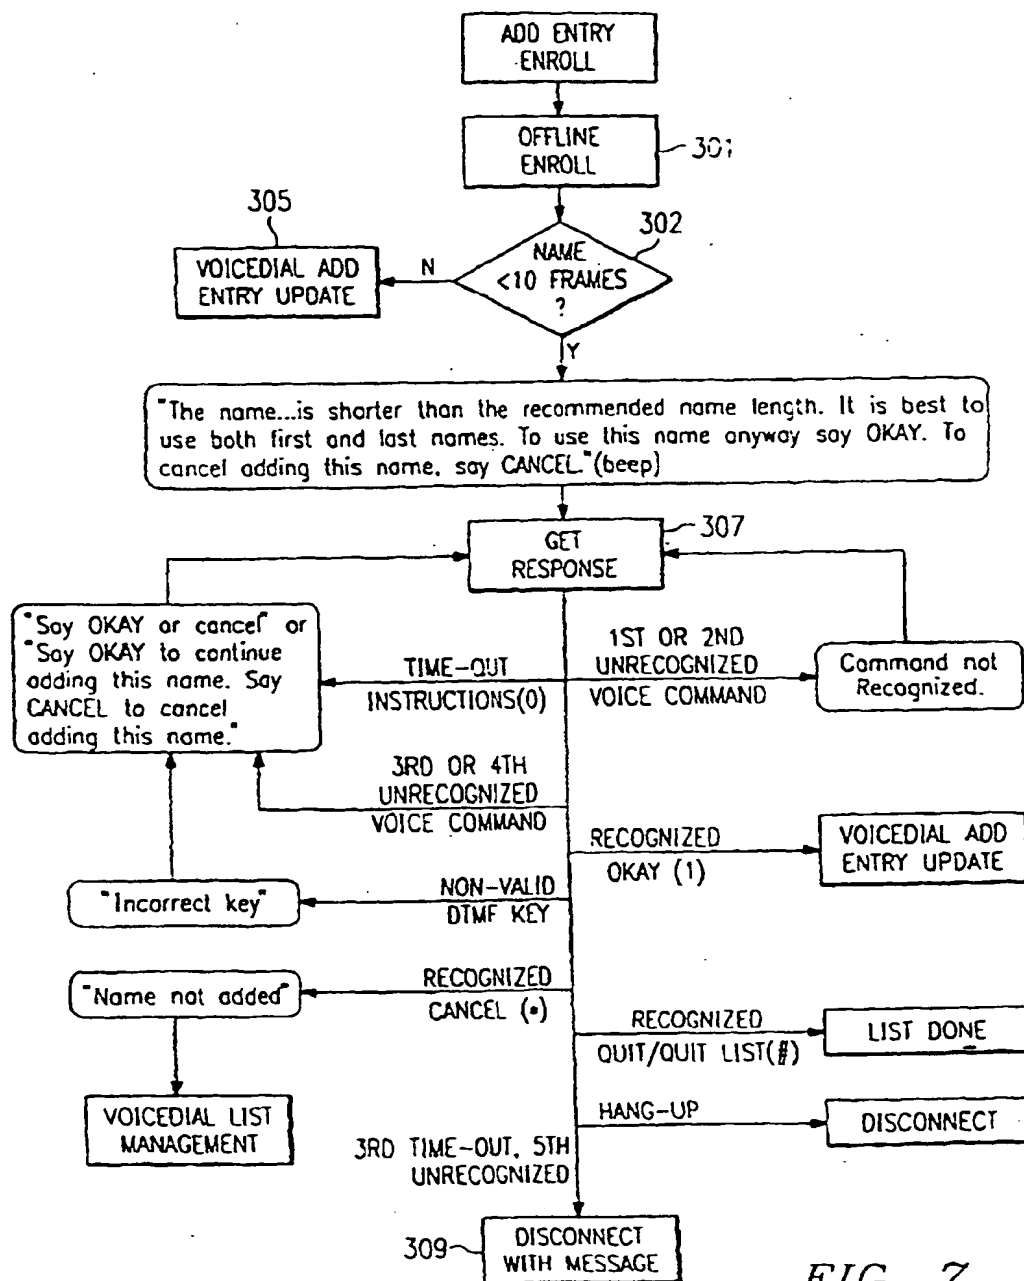 ADD ENTRY
ENROLL
OFFLINE
ENROLL
301
305
302
VOICEDIAL ADD
ENTRY UPDATE
N
NAME
<10 FRAMES
?
Y
"The name...is shorter than the recommended name length. It is best to
use both first and last names. To use this name anyway say OKAY. To
cancel adding this name, say CANCEL."(beep)
GET
RESPONSE
307
"Say OKAY or cancel" or
"Say OKAY to continue
adding this name. Say
CANCEL to cancel
adding this name."
TIME-OUT
INSTRUCTIONS(0)
1ST OR 2ND
UNRECOGNIZED
VOICE COMMAND
Command not
Recognized.
3RD OR 4TH
UNRECOGNIZED
VOICE COMMAND
RECOGNIZED
OKAY (1)
VOICEDIAL ADD
ENTRY UPDATE
"Incorrect key"
NON-VALID
DTMF KEY
"Name not added"
RECOGNIZED
CANCEL (*)
RECOGNIZED
QUIT/QUIT LIST(#)
LIST DONE
VOICEDIAL LIST
MANAGEMENT
HANG-UP
DISCONNECT
3RD TIME-OUT, 5TH
UNRECOGNIZED
309
DISCONNECT
WITH MESSAGE
FIG. 7